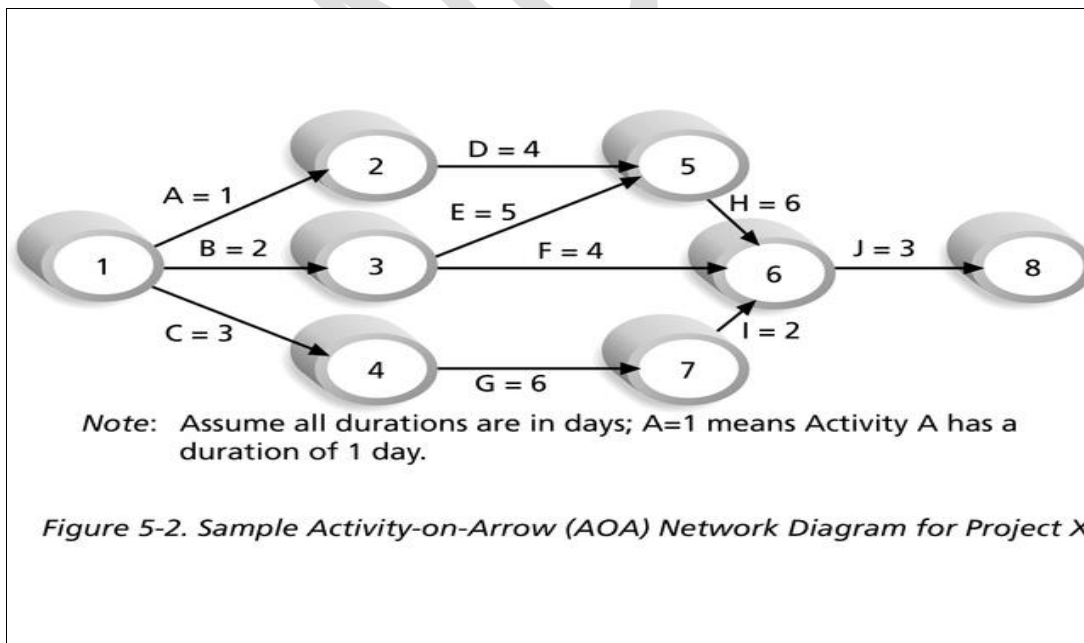 2
D = 4
5
A = 1
E = 5
H = 6
1
B = 2
3
F = 4
6
J = 3
8
C = 3
4
G = 6
7
I = 2
Note: Assume all durations are in days; A=1 means Activity A has a
duration of 1 day.
Figure 5-2. Sample Activity-on-Arrow (AOA) Network Diagram for Project X